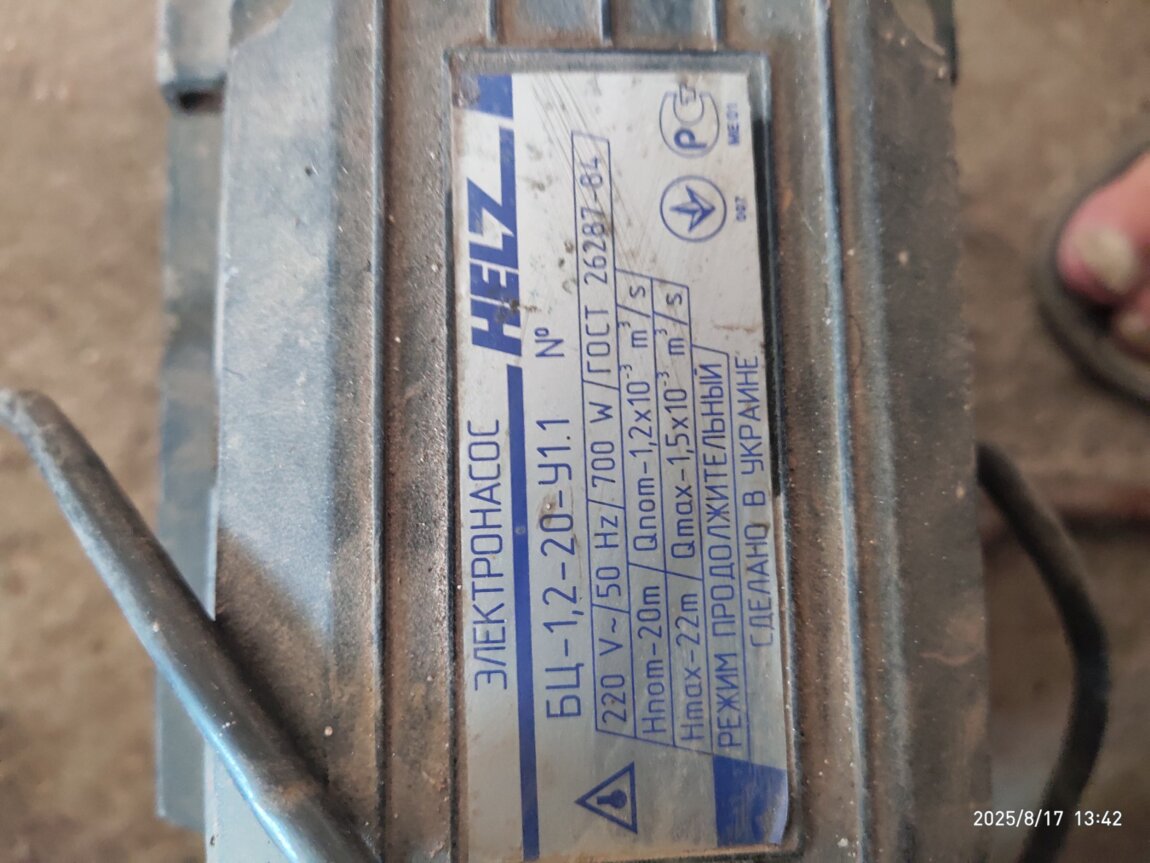 ЭЛЕКТРОНАСОС HELZ
БЦ-1,2-20-У1.1 №
220 V~/50 Hz/700 W/ГОСТ 26287-84
Hnom-20m/Qnom-1,2x10⁻³ m³/s
Hmax-22m/Qmax-1,5x10⁻³ m³/s
РЕЖИМ ПРОДОЛЖИТЕЛЬНЫЙ
СДЕЛАНО В УКРАИНЕ
007
МЕ01
2025/8/17 13:42